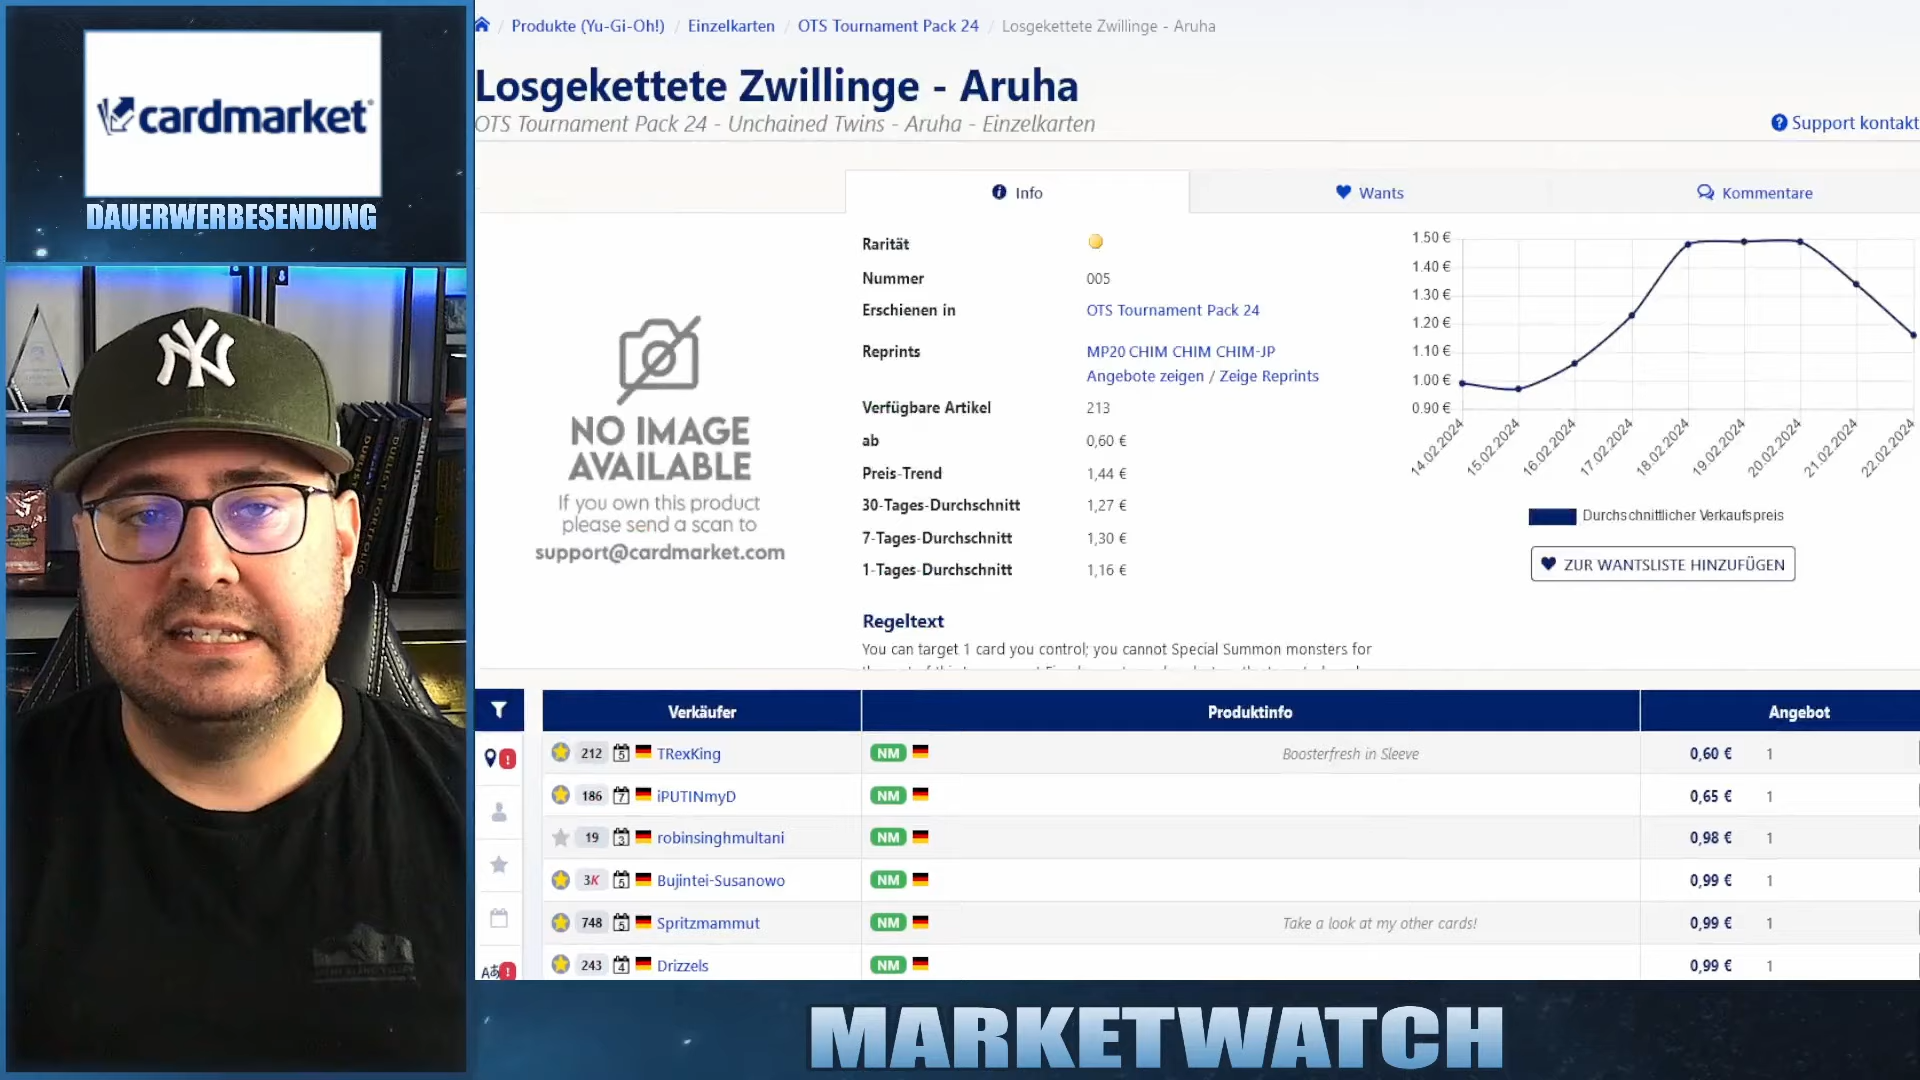 cardmarket
DAUERWERBESENDUNG
Produkte (Yu-Gi-Oh!) / Einzelkarten / OTS Tournament Pack 24 / Losgekettete Zwillinge - Aruha
Losgekettete Zwillinge - Aruha
OTS Tournament Pack 24 - Unchained Twins - Aruha - Einzelkarten
Support kontakt
Info
Wants
Kommentare
NO IMAGE
AVAILABLE
If you own this product
please send a scan to
support@cardmarket.com
Rarität
Nummer 005
Erschienen in OTS Tournament Pack 24
Reprints MP20 CHIM CHIM CHIM-JP
Angebote zeigen / Zeige Reprints
Verfügbare Artikel 213
ab 0,60 €
Preis-Trend 1,44 €
30-Tages-Durchschnitt 1,27 €
7-Tages-Durchschnitt 1,30 €
1-Tages-Durchschnitt 1,16 €
Regeltext
You can target 1 card you control; you cannot Special Summon monsters for
1.50 €
1.40 €
1.30 €
1.20 €
1.10 €
1.00 €
0.90 €
14.02.2024
15.02.2024
16.02.2024
17.02.2024
18.02.2024
19.02.2024
20.02.2024
21.02.2024
22.02.2024
Durchschnittlicher Verkaufspreis
ZUR WANTSLISTE HINZUFÜGEN
Verkäufer Produktinfo Angebot
212 5 TRexKing NM Boosterfresh in Sleeve 0,60 € 1
186 7 iPUTINmyD NM 0,65 € 1
19 3 robinsinghmultani NM 0,98 € 1
3K 5 Bujintei-Susanowo NM 0,99 € 1
748 5 Spritzmammut NM Take a look at my other cards! 0,99 € 1
243 4 Drizzels NM 0,99 € 1
MARKETWATCH